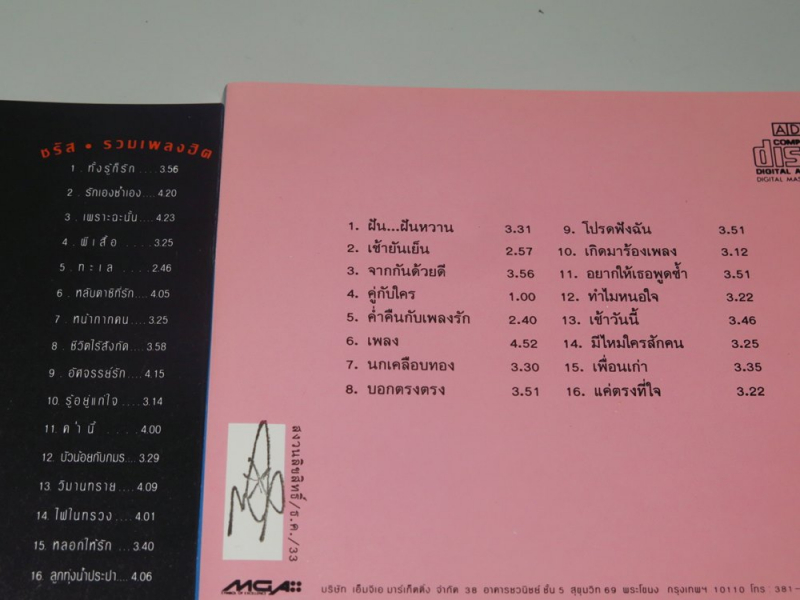 ชรัส • รวมเพลงฮิต
1. ทั้งรู้ก็รัก....3.56
2. รักเองช้ำเอง....4.20
3. เพราะฉะนั้น....4.23
4. ผีเสื้อ.....3.25
5. ทะเล....2.46
6. หลับตาซิที่รัก...4.05
7. หน้ากากคน....3.25
8. ชีวิตไร้สังกัด...3.58
9. อัศจรรย์รัก...4.15
10. รู้อยู่แก่ใจ...3.14
11. ค่านี้.....4.00
12. บัวน้อยกับภมร...3.29
13. วิมานทราย....4.09
14. ไฟในทรวง....4.01
15. หลอกให้รัก...3.40
16. ลูกทุ่งน้ำประปา....4.06
1. ฝัน...ฝันหวาน 3.31
2. เช้ายันเย็น 2.57
3. จากกันด้วยดี 3.56
4. คู่กับใคร 1.00
5. ค่ำคืนกับเพลงรัก 2.40
6. เพลง 4.52
7. นกเคลือบทอง 3.30
8. บอกตรงตรง 3.51
9. โปรดฟังฉัน 3.51
10. เกิดมาร้องเพลง 3.12
11. อยากให้เธอพูดซ้ำ 3.51
12. ทำไมหนอใจ 3.22
13. เช้าวันนี้ 3.46
14. มีไหมใครสักคน 3.25
15. เพื่อนเก่า 3.35
16. แค่ตรงที่ใจ 3.22
DIGITAL
สงวนลิขสิทธิ์/ธ.ค./33
MGA
บริษัท เอ็มจีเอ มาร์เก็ตติ้ง จำกัด 38 อาคารชวนิชย์ ชั้น 5 สุขุมวิท 69 พระโขนง กรุงเทพฯ 10110 โทร. 381-